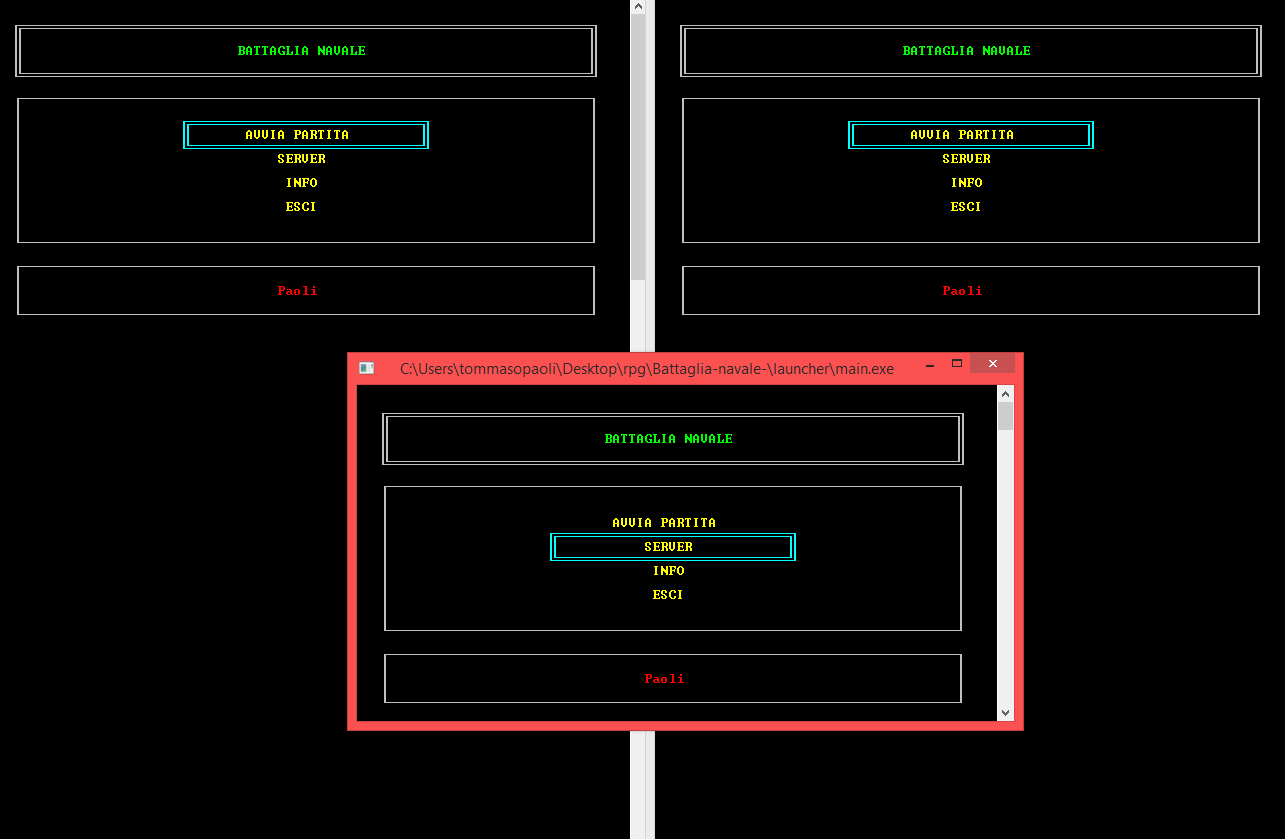 BATTAGLIA NAVALE
AVVIA PARTITA
SERVER
INFO
ESCI
Paoli
BATTAGLIA NAVALE
AVVIA PARTITA
SERVER
INFO
ESCI
Paoli
C:\Users\tommasopaoli\Desktop\rpg\Battaglia-navale-\launcher\main.exe
BATTAGLIA NAVALE
AVVIA PARTITA
SERVER
INFO
ESCI
Paoli